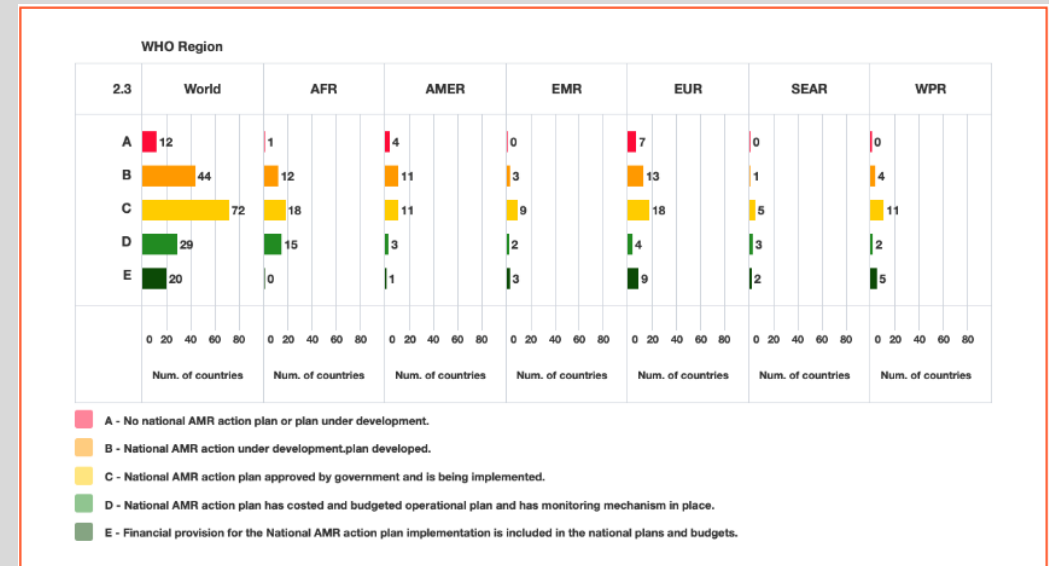 WHO Region
2.3 World AFR AMER EMR EUR SEAR WPR
A 12 1 4 0 7 0 0
B 44 12 11 3 13 1 4
C 72 18 11 9 18 5 11
D 29 15 3 2 4 3 2
E 20 0 1 3 9 2 5
0 20 40 60 80 0 20 40 60 80 0 20 40 60 80 0 20 40 60 80 0 20 40 60 80 0 20 40 60 80 0 20 40 60 80
Num. of countries Num. of countries Num. of countries Num. of countries Num. of countries Num. of countries Num. of countries
A - No national AMR action plan or plan under development.
B - National AMR action under development.plan developed.
C - National AMR action plan approved by government and is being implemented.
D - National AMR action plan has costed and budgeted operational plan and has monitoring mechanism in place.
E - Financial provision for the National AMR action plan implementation is included in the national plans and budgets.